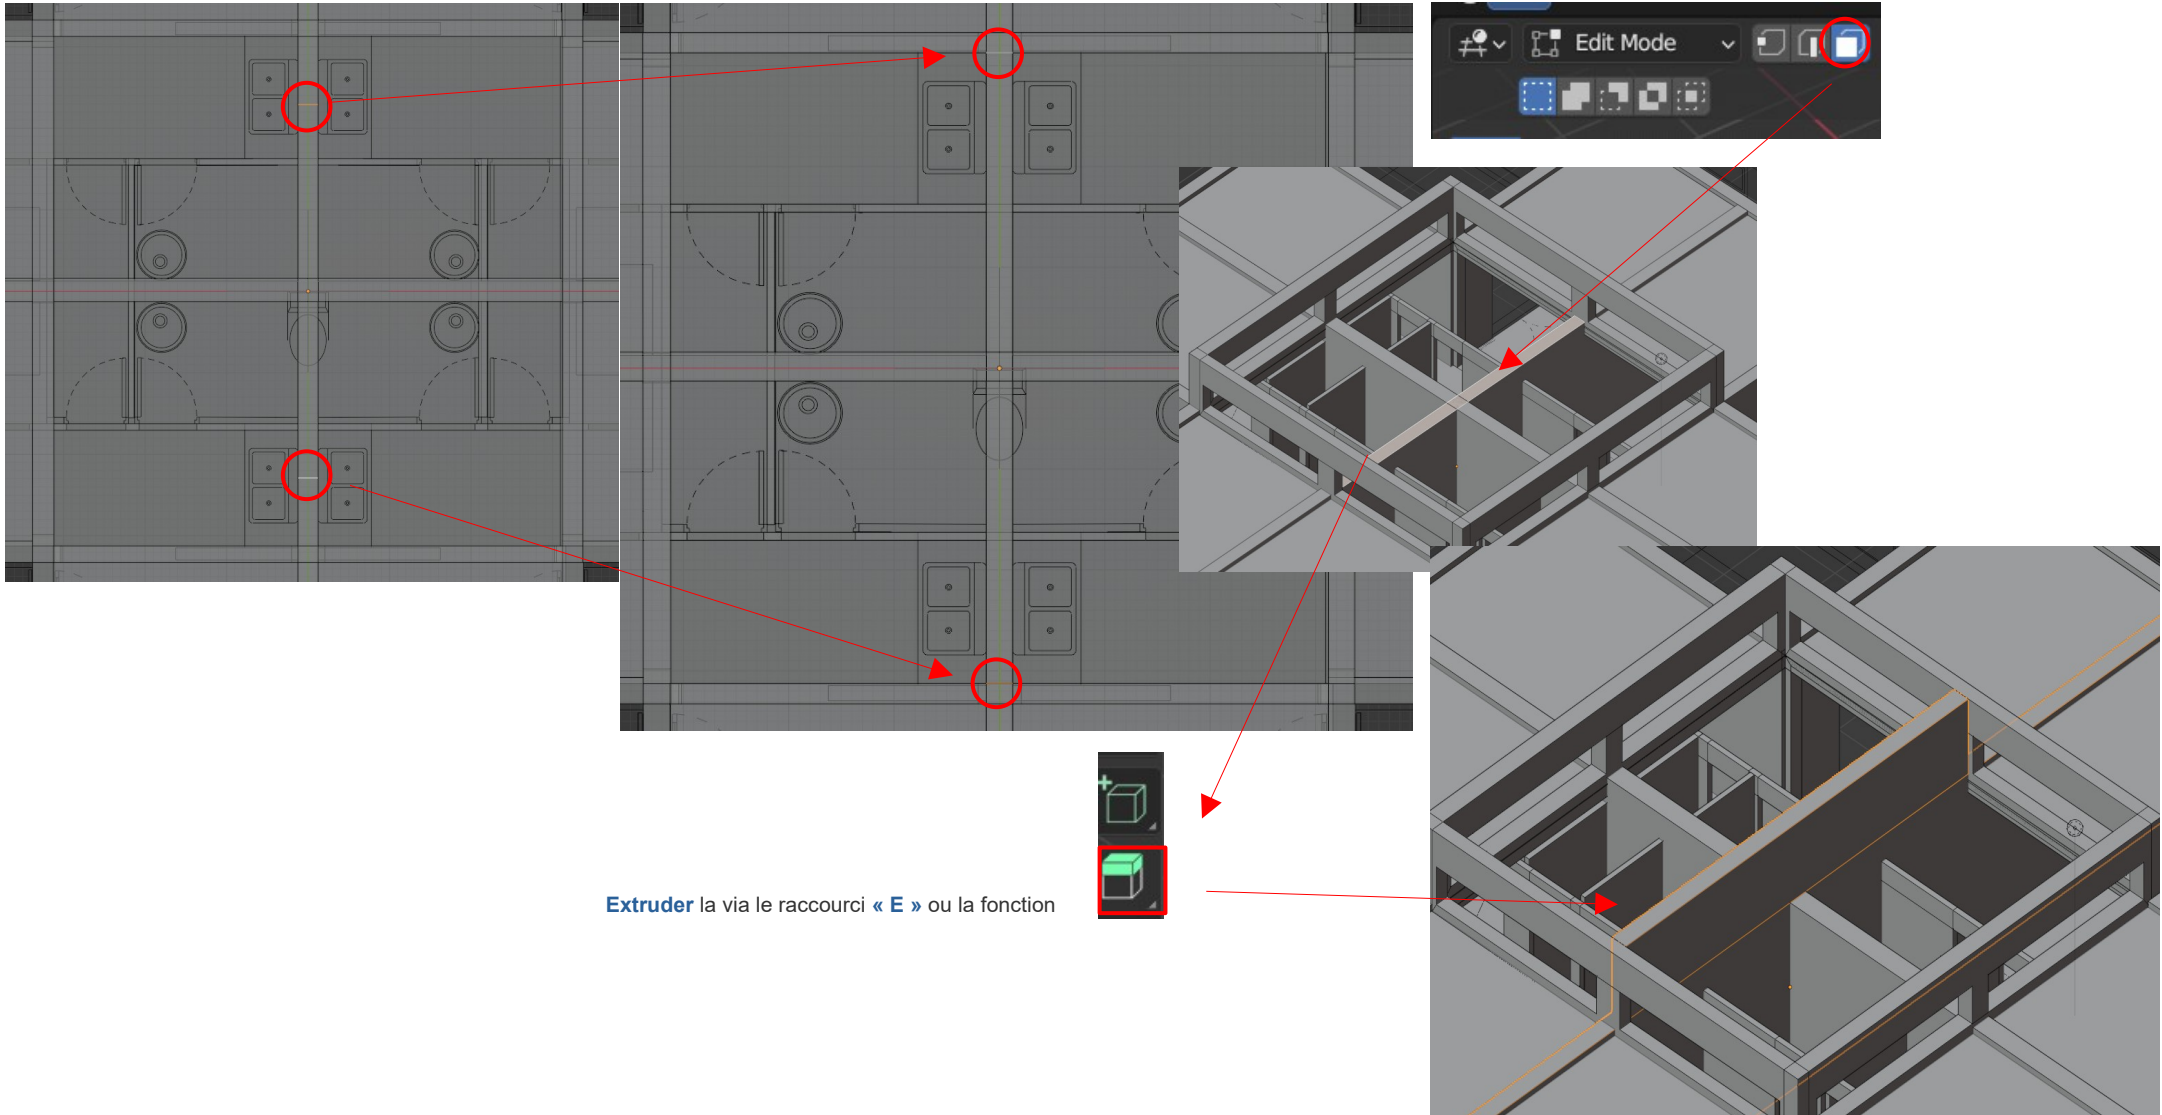 Edit Mode
Extruder la via le raccourci « E » ou la fonction